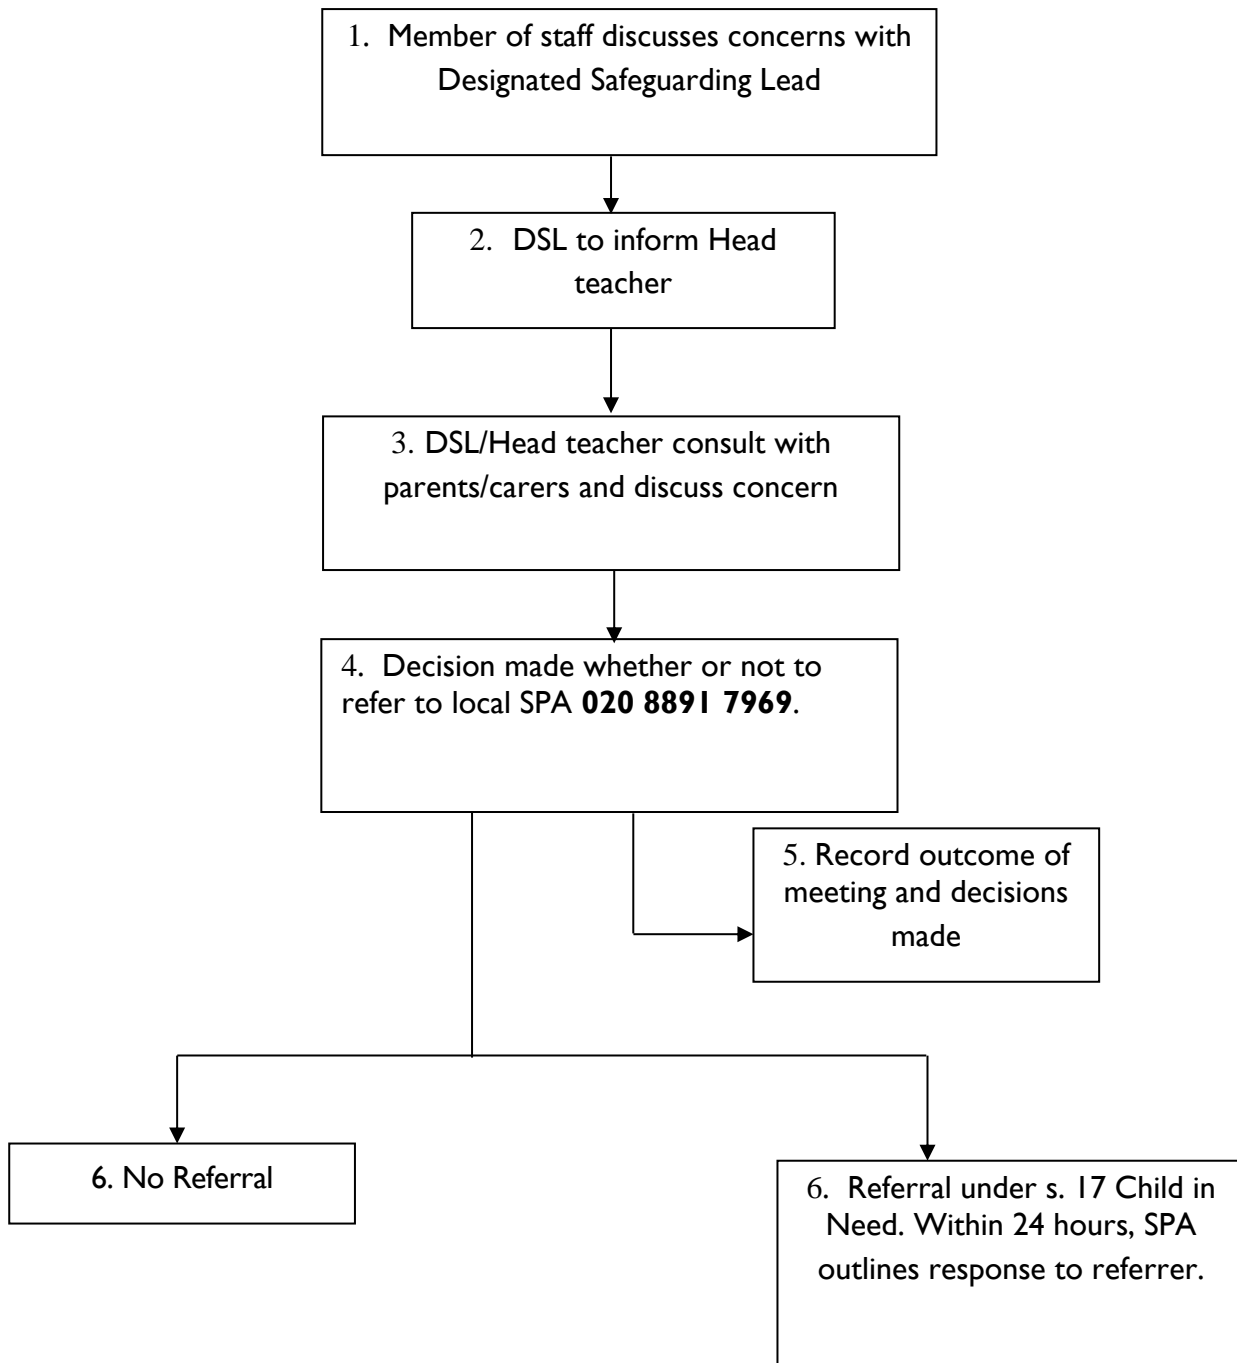 1. Member of staff discusses concerns with
Designated Safeguarding Lead
2. DSL to inform Head
teacher
3. DSL/Head teacher consult with
parents/carers and discuss concern
4. Decision made whether or not to
refer to local SPA 020 8891 7969.
5. Record outcome of
meeting and decisions
made
6. No Referral
6. Referral under s. 17 Child in
Need. Within 24 hours, SPA
outlines response to referrer.